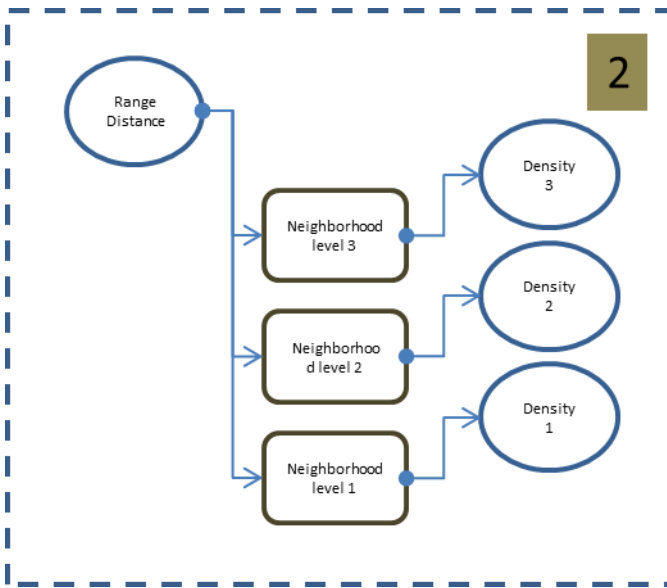 2
Range
Distance
Density
3
Neighborhood
level 3
Density
2
Neighborhoo
d level 2
Density
1
Neighborhood
level 1